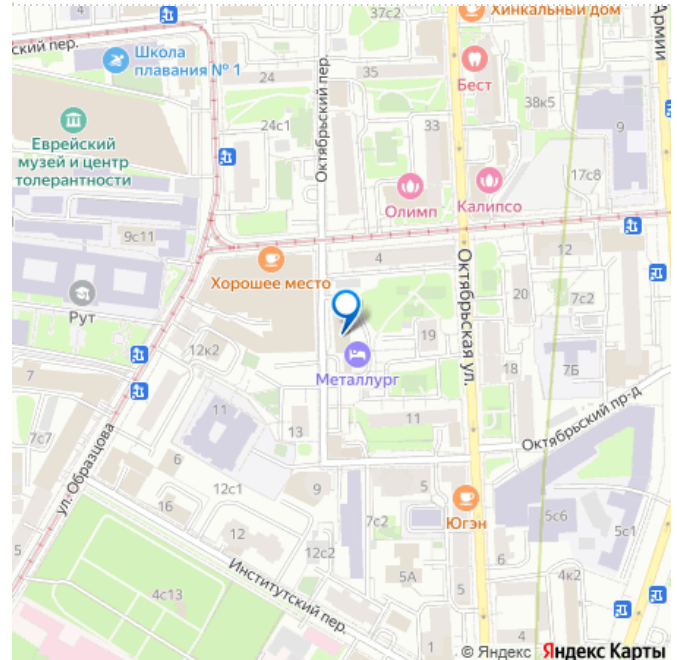 37с2
Хинкальный дом
Армии
ский пер.
Школа
плавания № 1
24
Октябрьский пер.
35
Бест
38к5
24с1
33
9
Еврейский
музей и центр
толерантности
17с8
Олимп
Калипсо
9с11
4
12
Хорошее место
Октябрьская ул.
Рут
20
7с2
19
12к2
18
7Б
7
Металлург
11
11
13
Октябрьский пр-д
7с7
ул. Образцова
6
12с1
9
5
Югэн
16
7с2
5с6
5с1
12
12с2
5
5А
4к2
4с13
Институтский пер.
5
1
4
© Яндекс Яндекс Карты